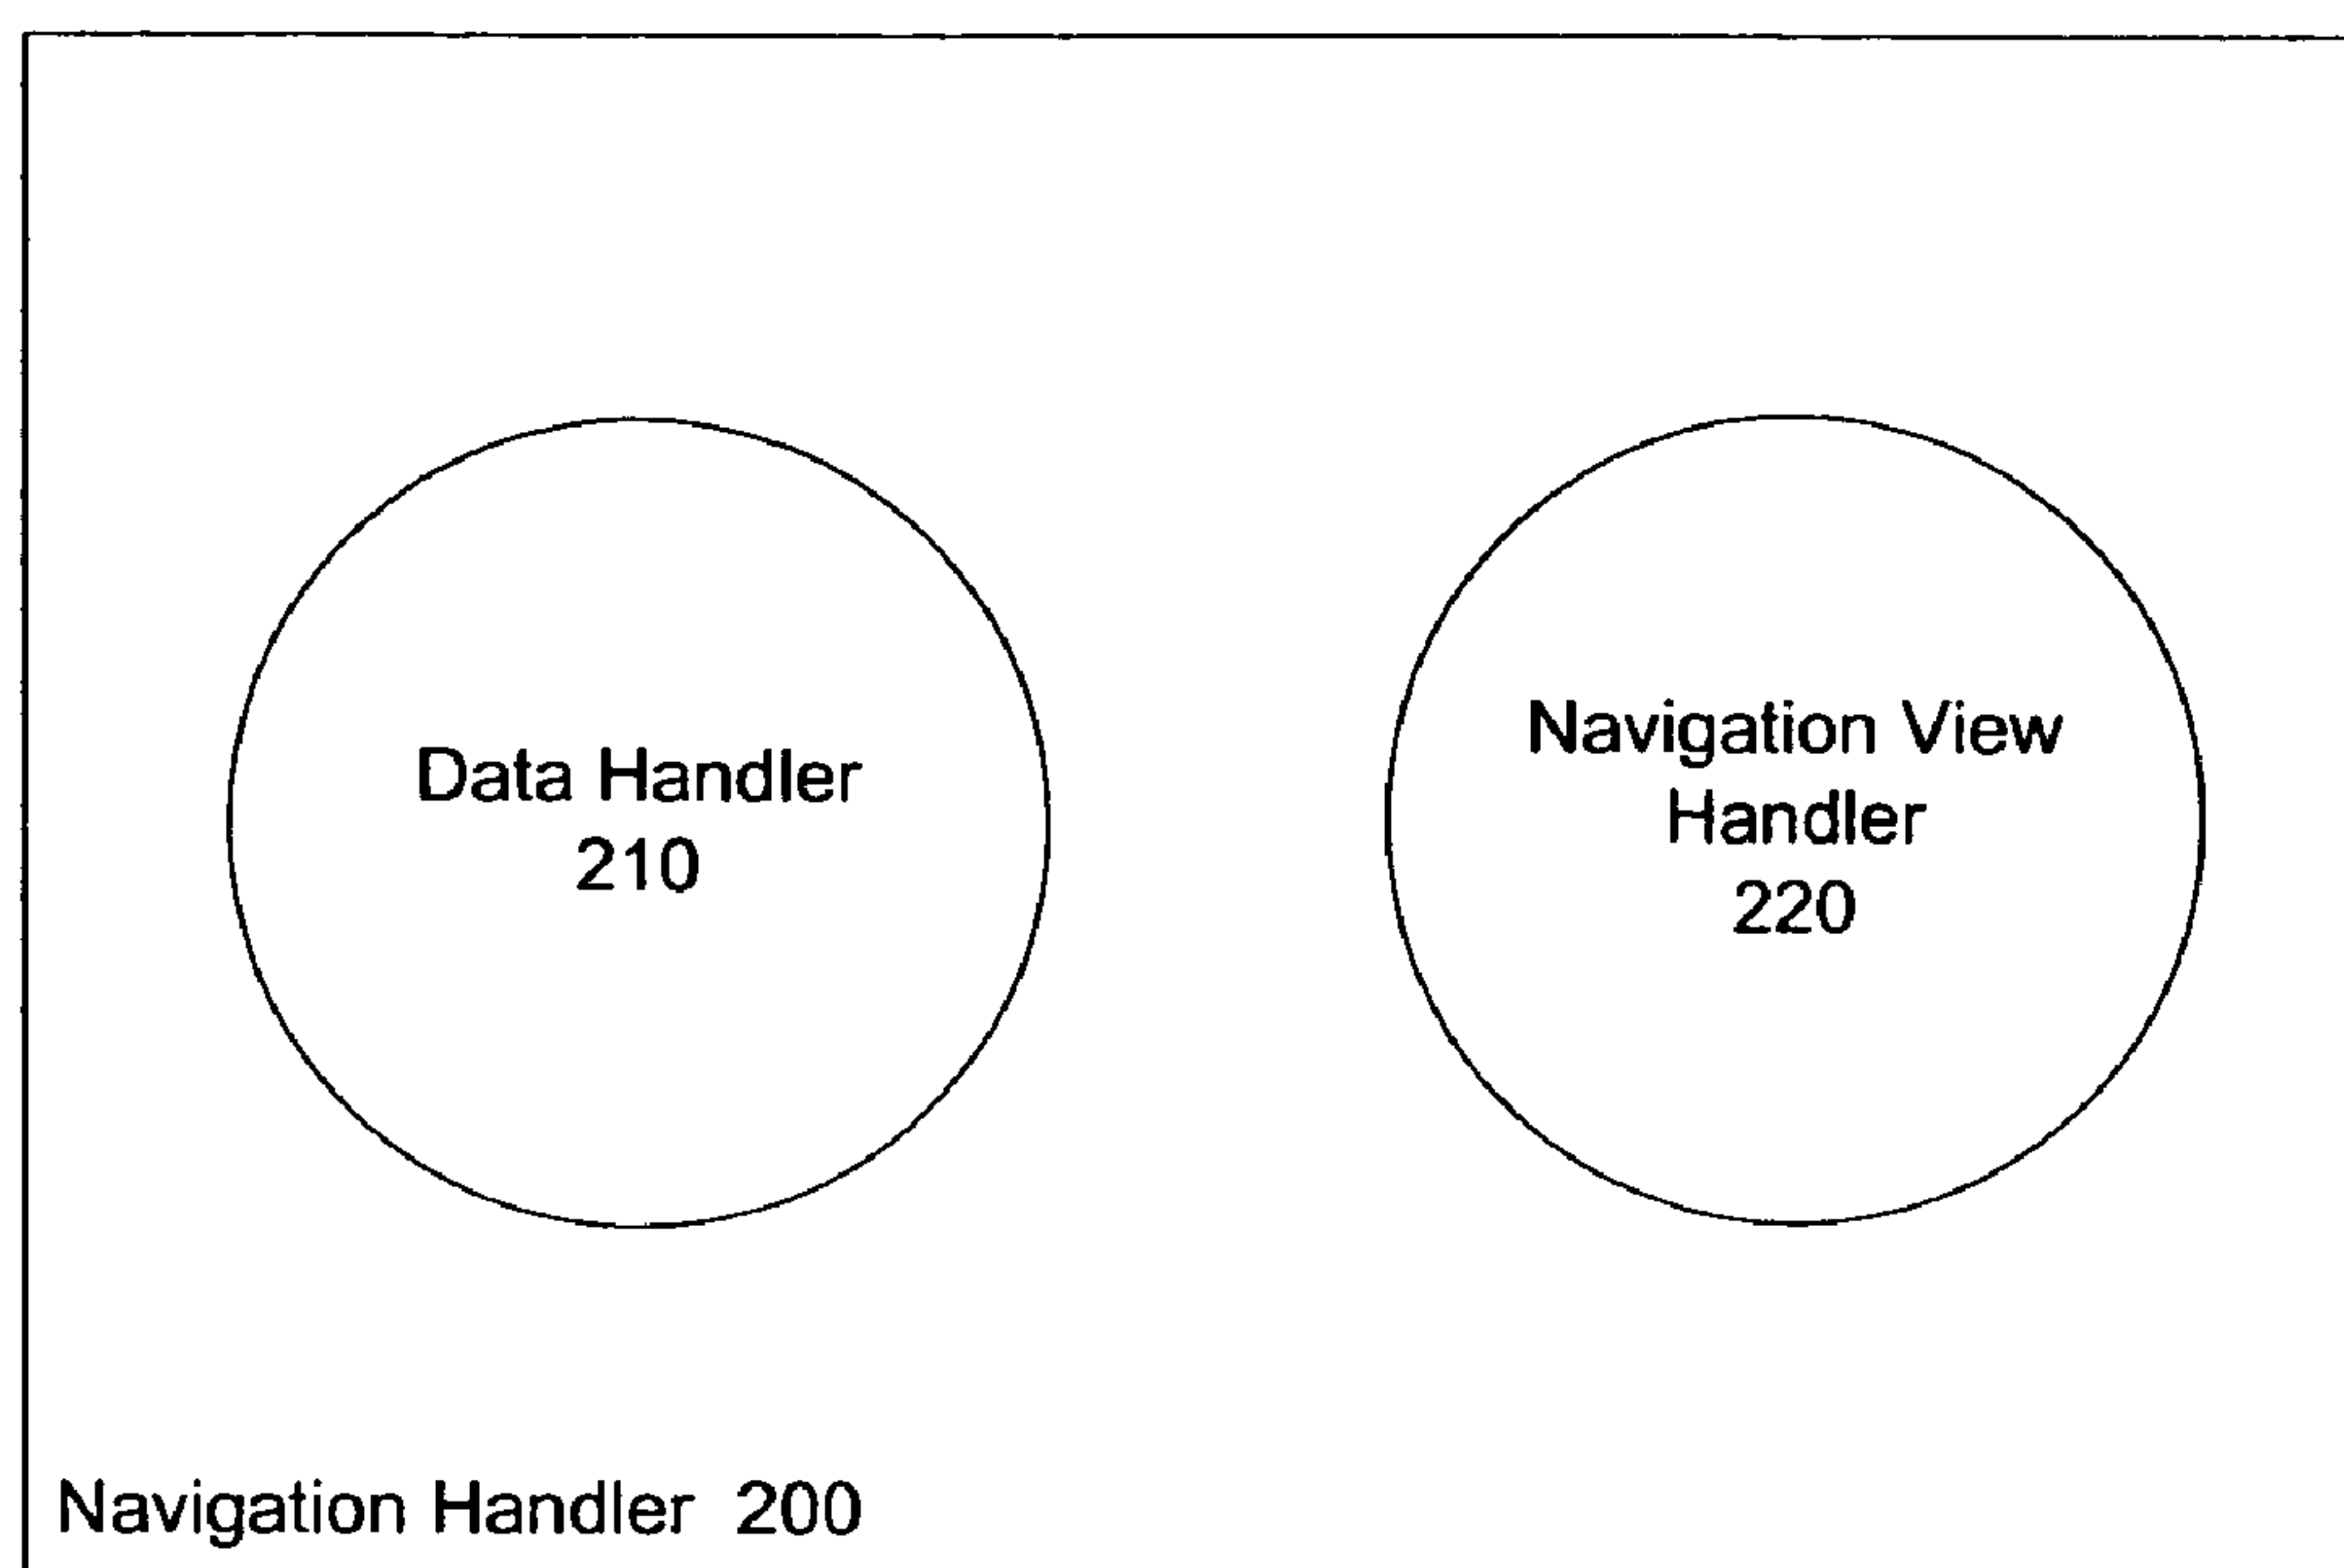 Data Handler
210
Navigation View
Handler
220
Navigation Handler 200